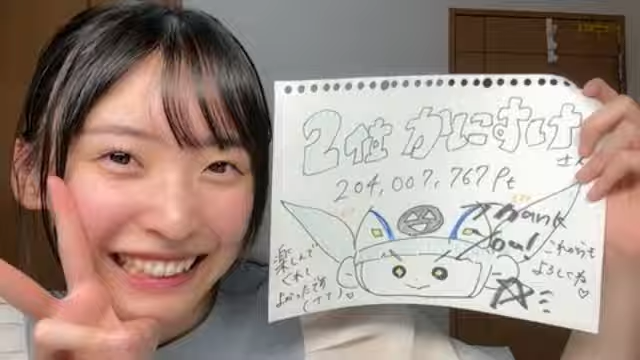 2位 かにすけ
さん
204,007,767Pt
Thank
You!
これからも
よろしくね♡
楽しんで
くれて
よかったです